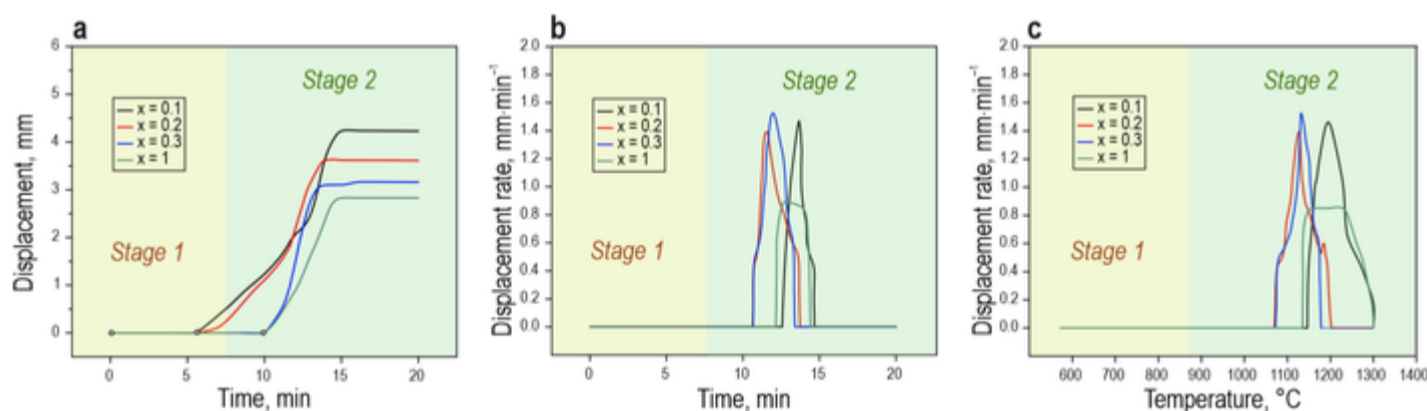 a
6
5
4
3
2
1
0
Displacement, mm
Stage 1
Stage 2
x = 0.1
x = 0.2
x = 0.3
x = 1
0 5 10 15 20
Time, min
b
2.0
1.8
1.6
1.4
1.2
1.0
0.8
0.6
0.4
0.2
0.0
Displacement rate, mm·min⁻¹
Stage 1
Stage 2
x = 0.1
x = 0.2
x = 0.3
x = 1
0 5 10 15 20
Time, min
c
2.0
1.8
1.6
1.4
1.2
1.0
0.8
0.6
0.4
0.2
0.0
Displacement rate, mm·min⁻¹
Stage 1
Stage 2
x = 0.1
x = 0.2
x = 0.3
x = 1
600 700 800 900 1000 1100 1200 1300 1400
Temperature, °C